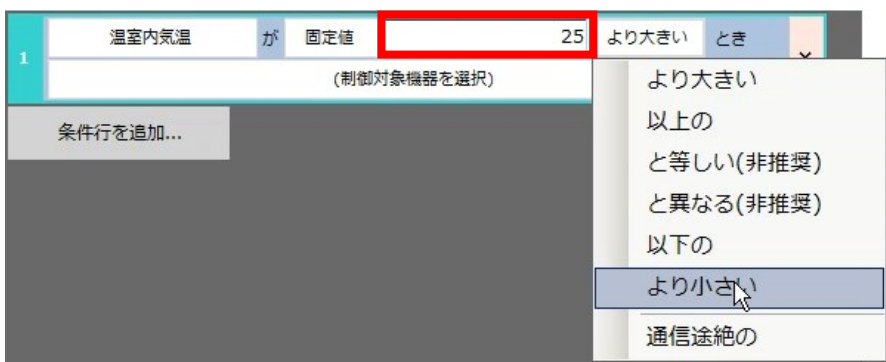 1 温室内気温 が 固定値 25 より大きい とき
(制御対象機器を選択)
条件行を追加...
より大きい
以上の
と等しい(非推奨)
と異なる(非推奨)
以下の
より小さい
通信途絶の